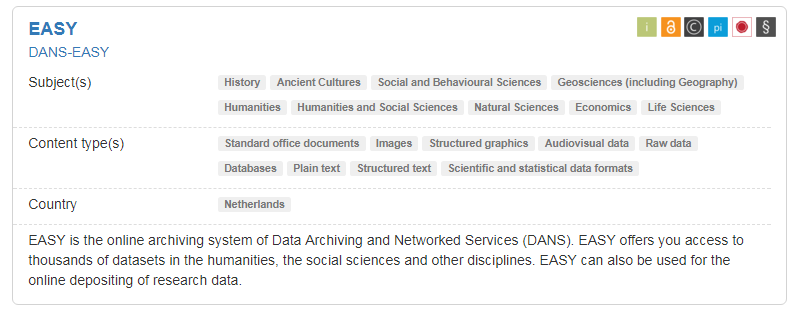 EASY
i © pi §
DANS-EASY
Subject(s) History Ancient Cultures Social and Behavioural Sciences Geosciences (including Geography)
Humanities Humanities and Social Sciences Natural Sciences Economics Life Sciences
Content type(s) Standard office documents Images Structured graphics Audiovisual data Raw data
Databases Plain text Structured text Scientific and statistical data formats
Country Netherlands
EASY is the online archiving system of Data Archiving and Networked Services (DANS). EASY offers you access to
thousands of datasets in the humanities, the social sciences and other disciplines. EASY can also be used for the
online depositing of research data.